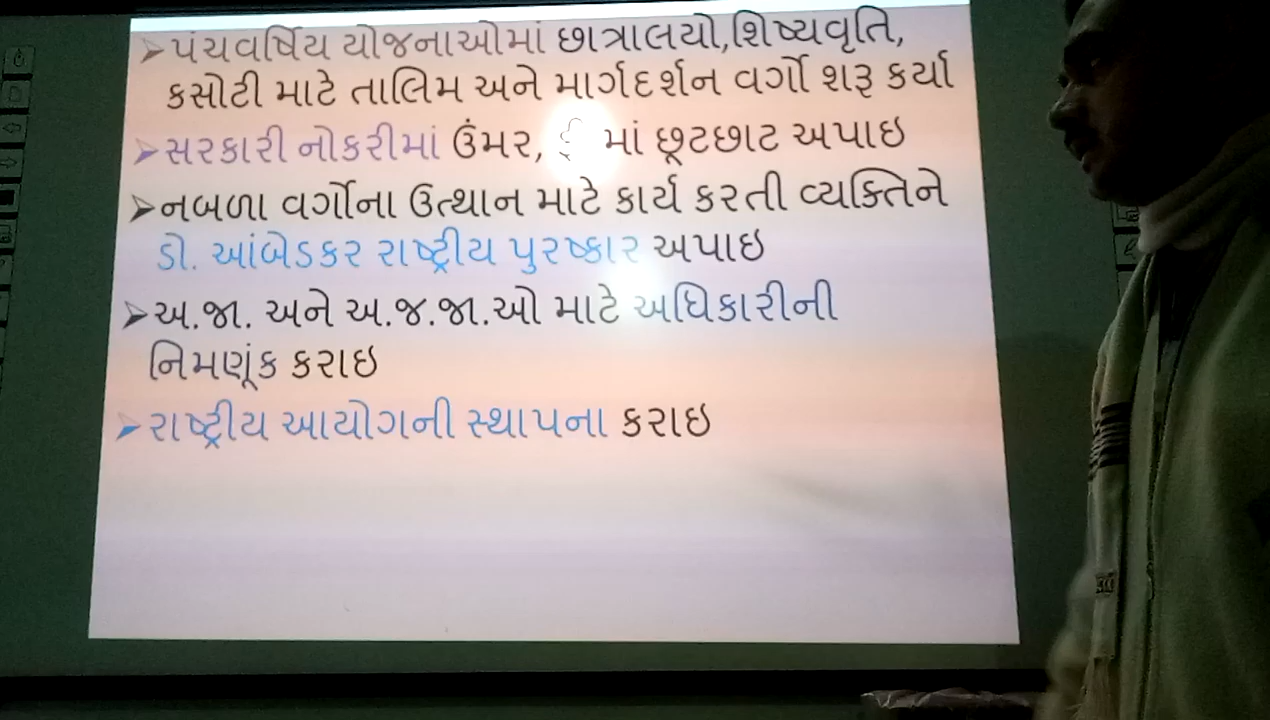 પંચવર્ષિય યોજનાઓમાં છાત્રાલયો,શિષ્યવૃતિ,
કસોટી માટે તાલિમ અને માર્ગદર્શન વર્ગો શરૂ કર્યા
સરકારી નોકરીમાં ઉંમર, માં છૂટછાટ અપાઇ
નબળા વર્ગોના ઉત્થાન માટે કાર્ય કરતી વ્યક્તિને
ડો. આંબેડકર રાષ્ટ્રીય પુરષ્કાર અપાઇ
અ.જા. અને અ.જ.જા.ઓ માટે અધિકારીની
નિમણૂંક કરાઇ
રાષ્ટ્રીય આયોગની સ્થાપના કરાઇ